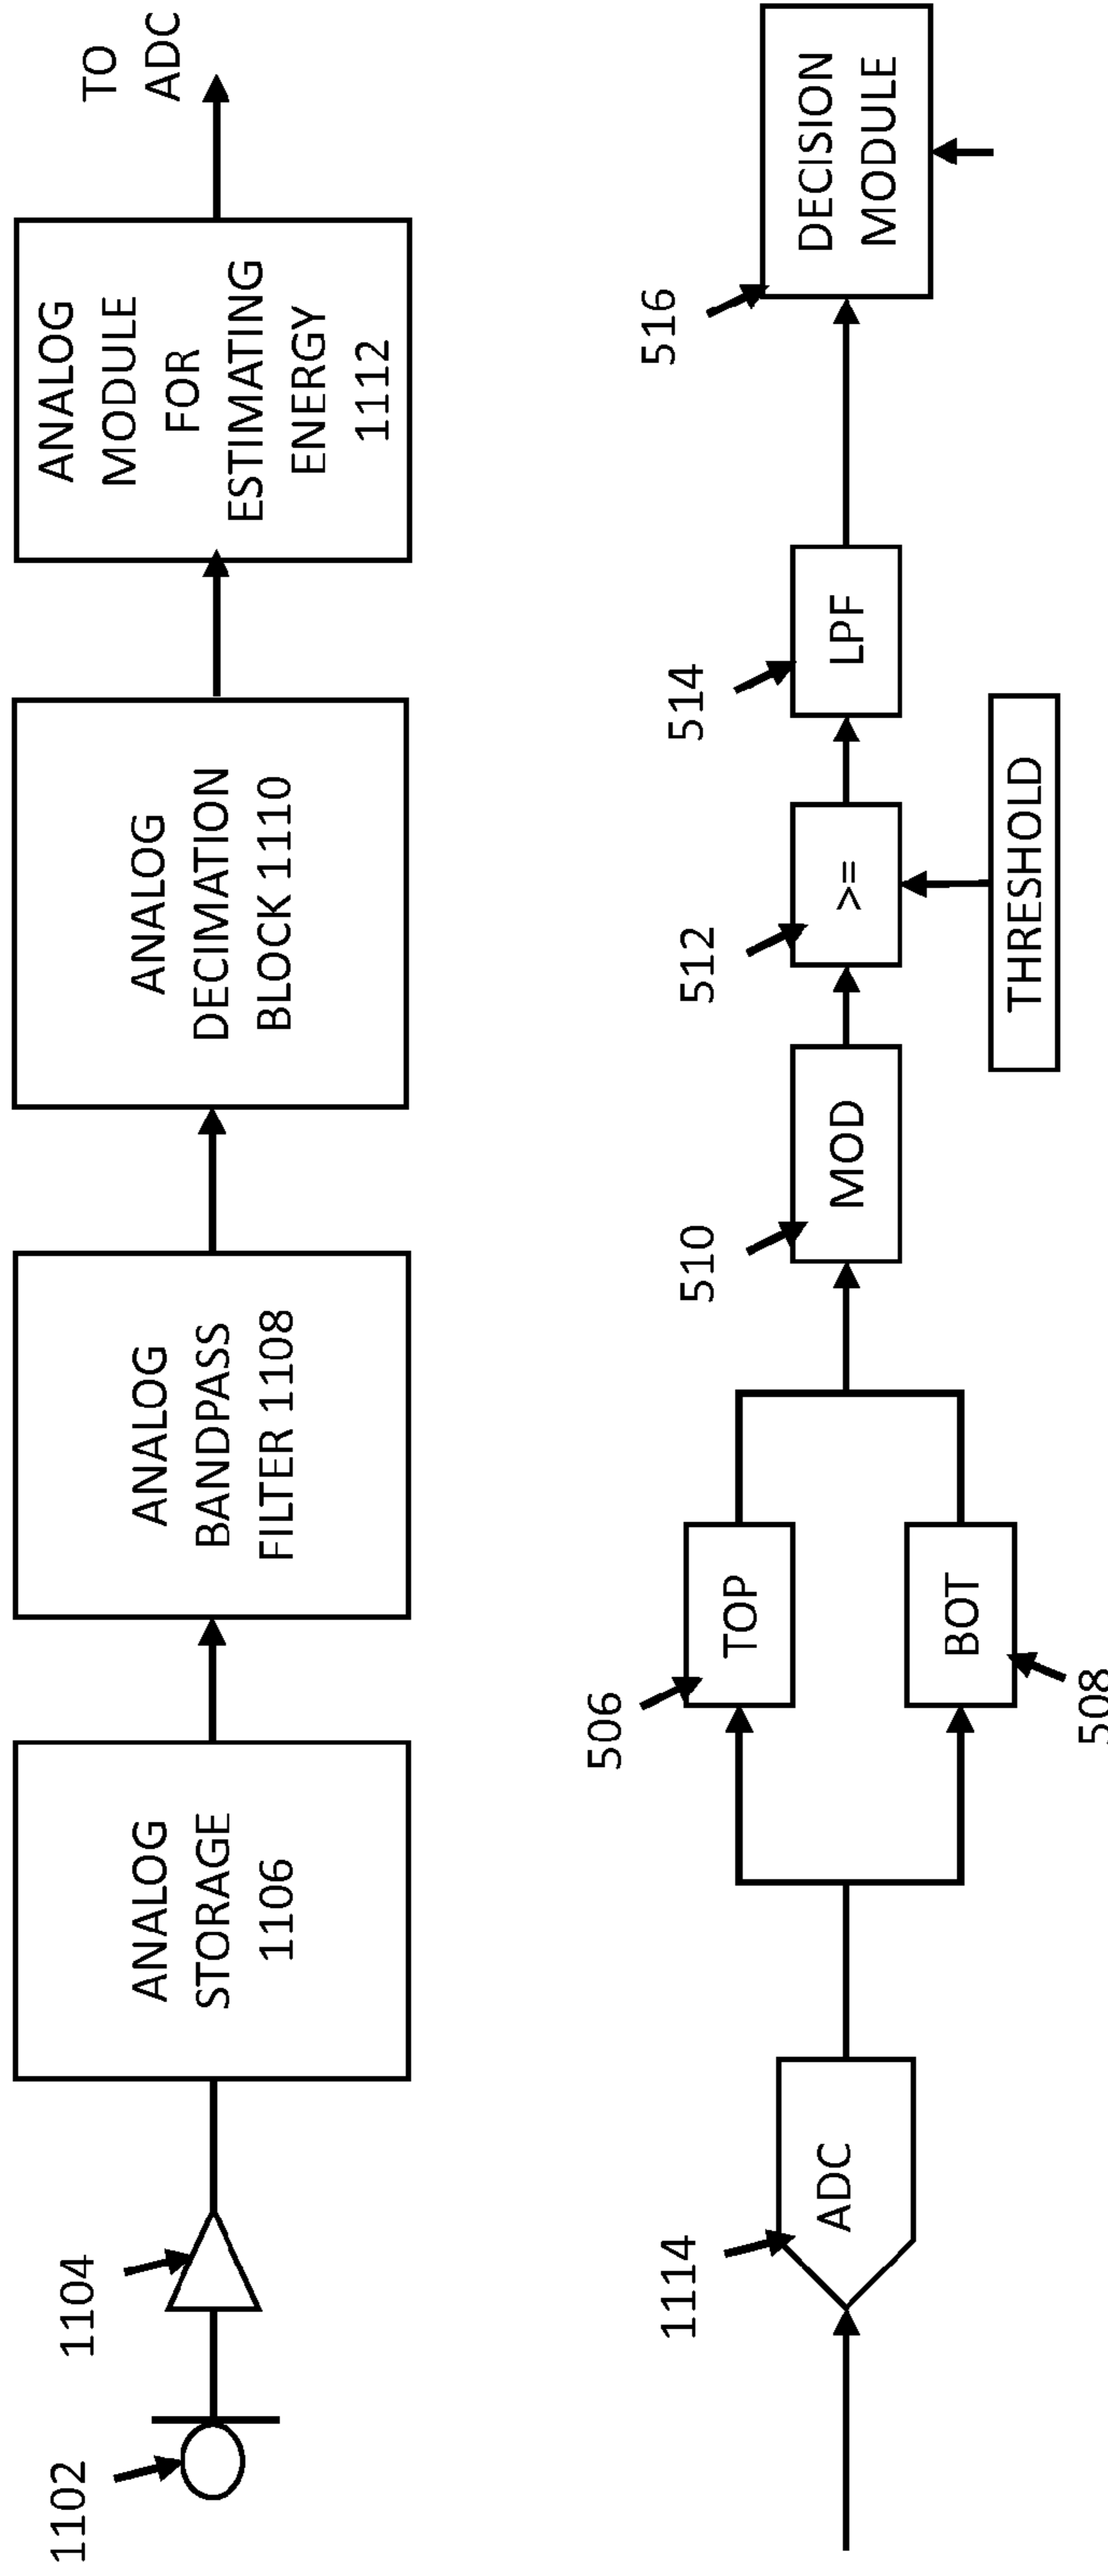 1102
1104
ANALOG
STORAGE
1106
ANALOG
BANDPASS
FILTER 1108
ANALOG
DECIMATION
BLOCK 1110
ANALOG
MODULE
FOR
ESTIMATING
ENERGY
1112
TO
ADC
1114
ADC
506
TOP
BOT
508
510
MOD
512
>=
THRESHOLD
514
LPF
516
DECISION
MODULE